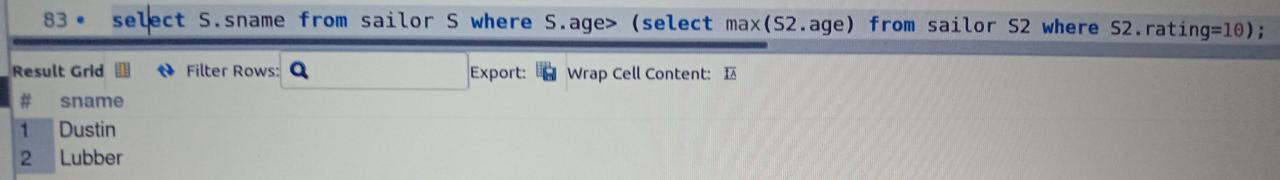 83 select S.sname from sailor S where S.age> (select max(S2.age) from sailor S2 where S2.rating=10);
Result Grid Filter Rows: Export: Wrap Cell Content: IA
# sname
1 Dustin
2 Lubber